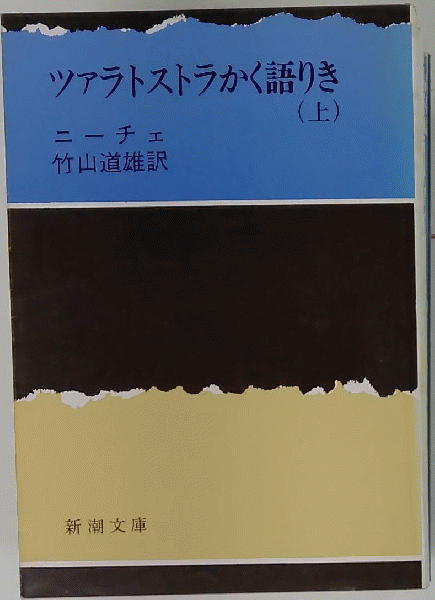 ツァラトストラかく語りき
（上）
ニーチェ
竹山道雄訳
新潮文庫